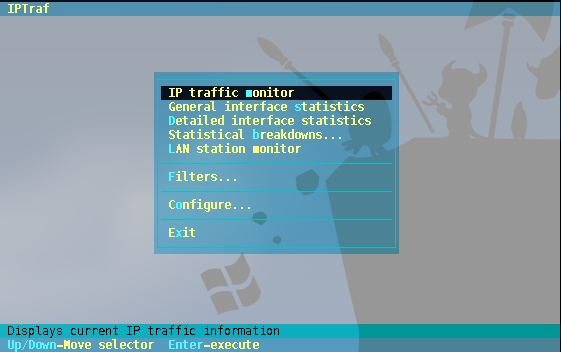 IPTraf
IP traffic monitor
General interface statistics
Detailed interface statistics
Statistical breakdowns...
LAN station monitor
Filters...
Configure...
Exit
Displays current IP traffic information
Up/Down-Move selector  Enter-execute